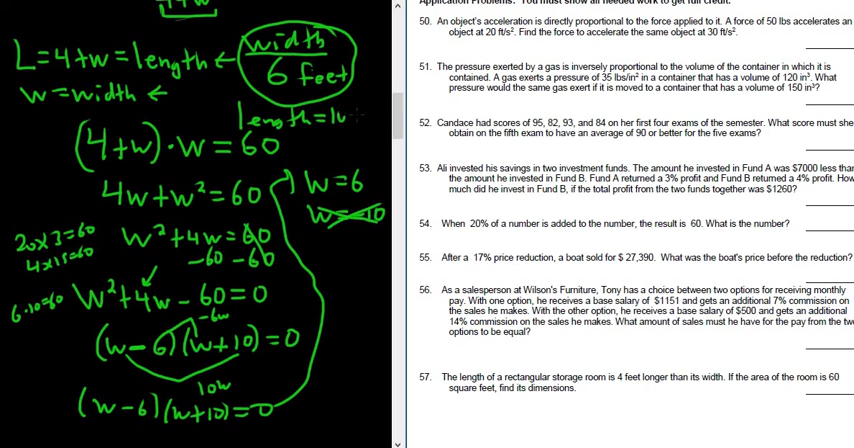 4+w
L = 4+w = length ← width
w = width ← 6 feet
length = 10
(4+w) · w = 60
4w + w² = 60
w = 6
w = -10
20 x 3 = 60
4 x 15 = 60
6 · 10 = 60
w² + 4w = 60
-60 -60
w² + 4w - 60 = 0
-6w
(w - 6)(w + 10) = 0
10w
(w - 6)(w + 10) = 0
Application Problems: You must show all needed work to get full credit.
50. An object's acceleration is directly proportional to the force applied to it. A force of 50 lbs accelerates an
object at 20 ft/s². Find the force to accelerate the same object at 30 ft/s².
51. The pressure exerted by a gas is inversely proportional to the volume of the container in which it is
contained. A gas exerts a pressure of 35 lbs/in² in a container that has a volume of 120 in³. What
pressure would the same gas exert if it is moved to a container that has a volume of 150 in³?
52. Candace had scores of 95, 82, 93, and 84 on her first four exams of the semester. What score must she
obtain on the fifth exam to have an average of 90 or better for the five exams?
53. Ali invested his savings in two investment funds. The amount he invested in Fund A was $7000 less than
the amount he invested in Fund B. Fund A returned a 3% profit and Fund B returned a 4% profit. How
much did he invest in Fund B, if the total profit from the two funds together was $1260?
54. When 20% of a number is added to the number, the result is 60. What is the number?
55. After a 17% price reduction, a boat sold for $ 27,390. What was the boat's price before the reduction?
56. As a salesperson at Wilson's Furniture, Tony has a choice between two options for receiving monthly
pay. With one option, he receives a base salary of $1151 and gets an additional 7% commission on
the sales he makes. With the other option, he receives a base salary of $500 and gets an additional
14% commission on the sales he makes. What amount of sales must he have for the pay from the two
options to be equal?
57. The length of a rectangular storage room is 4 feet longer than its width. If the area of the room is 60
square feet, find its dimensions.